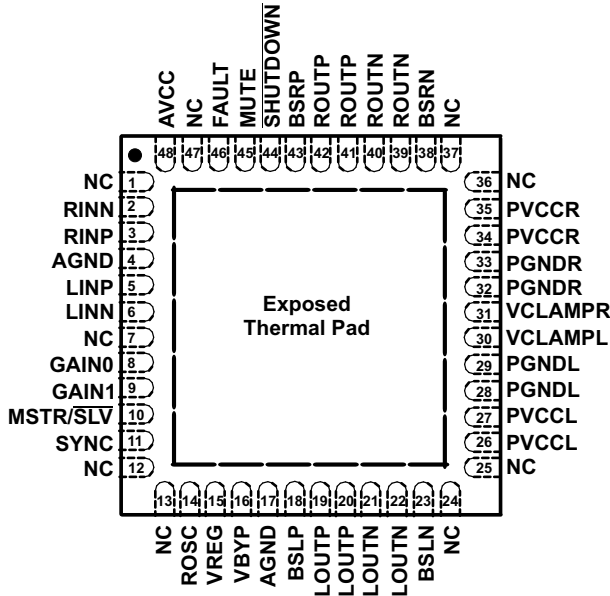 AVCC
NC
FAULT
MUTE
SHUTDOWN
BSRP
ROUTP
ROUTP
ROUTN
ROUTN
BSRN
NC
48
47
46
45
44
43
42
41
40
39
38
37
NC 1
RINN 2
RINP 3
AGND 4
LINP 5
LINN 6
NC 7
GAIN0 8
GAIN1 9
MSTR/SLV 10
SYNC 11
NC 12
Exposed
Thermal Pad
36 NC
35 PVCCR
34 PVCCR
33 PGNDR
32 PGNDR
31 VCLAMPR
30 VCLAMPL
29 PGNDL
28 PGNDL
27 PVCCL
26 PVCCL
25 NC
13
14
15
16
17
18
19
20
21
22
23
24
NC
ROSC
VREG
VBYP
AGND
BSLP
LOUTP
LOUTP
LOUTN
LOUTN
BSLN
NC